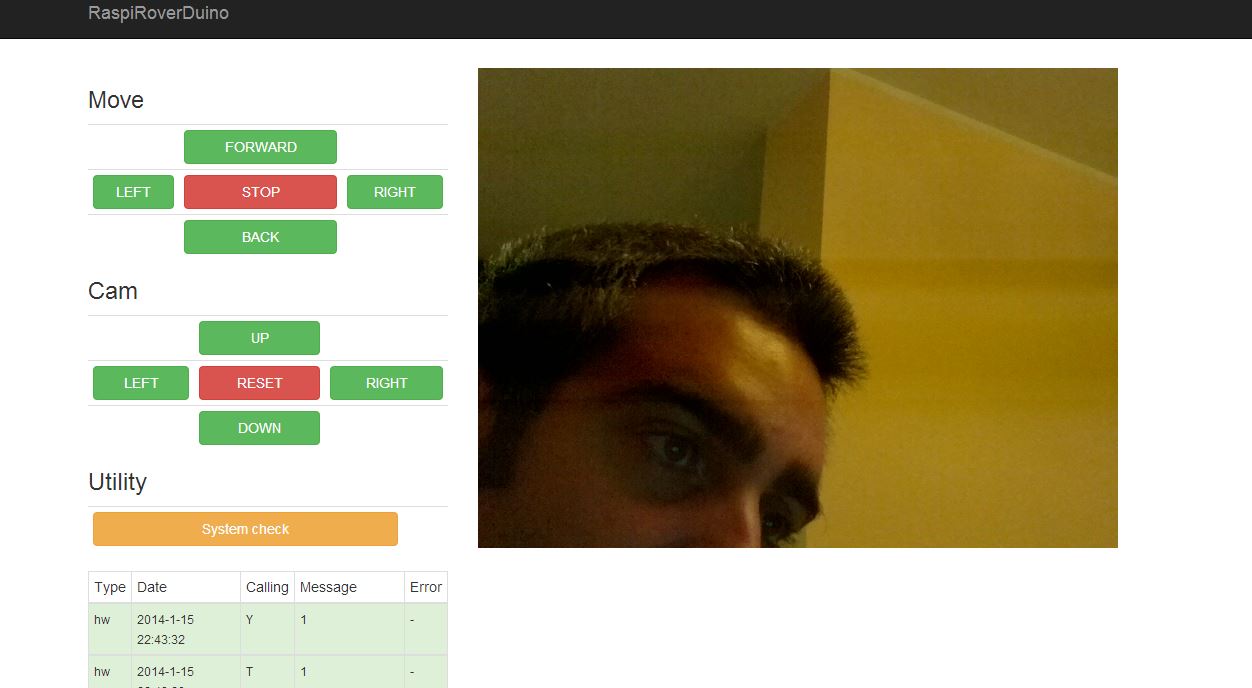 RaspiRoverDuino
Move
FORWARD
LEFT STOP RIGHT
BACK
Cam
UP
LEFT RESET RIGHT
DOWN
Utility
System check
Type Date Calling Message Error
hw 2014-1-15 Y 1 -
22:43:32
hw 2014-1-15 T 1 -